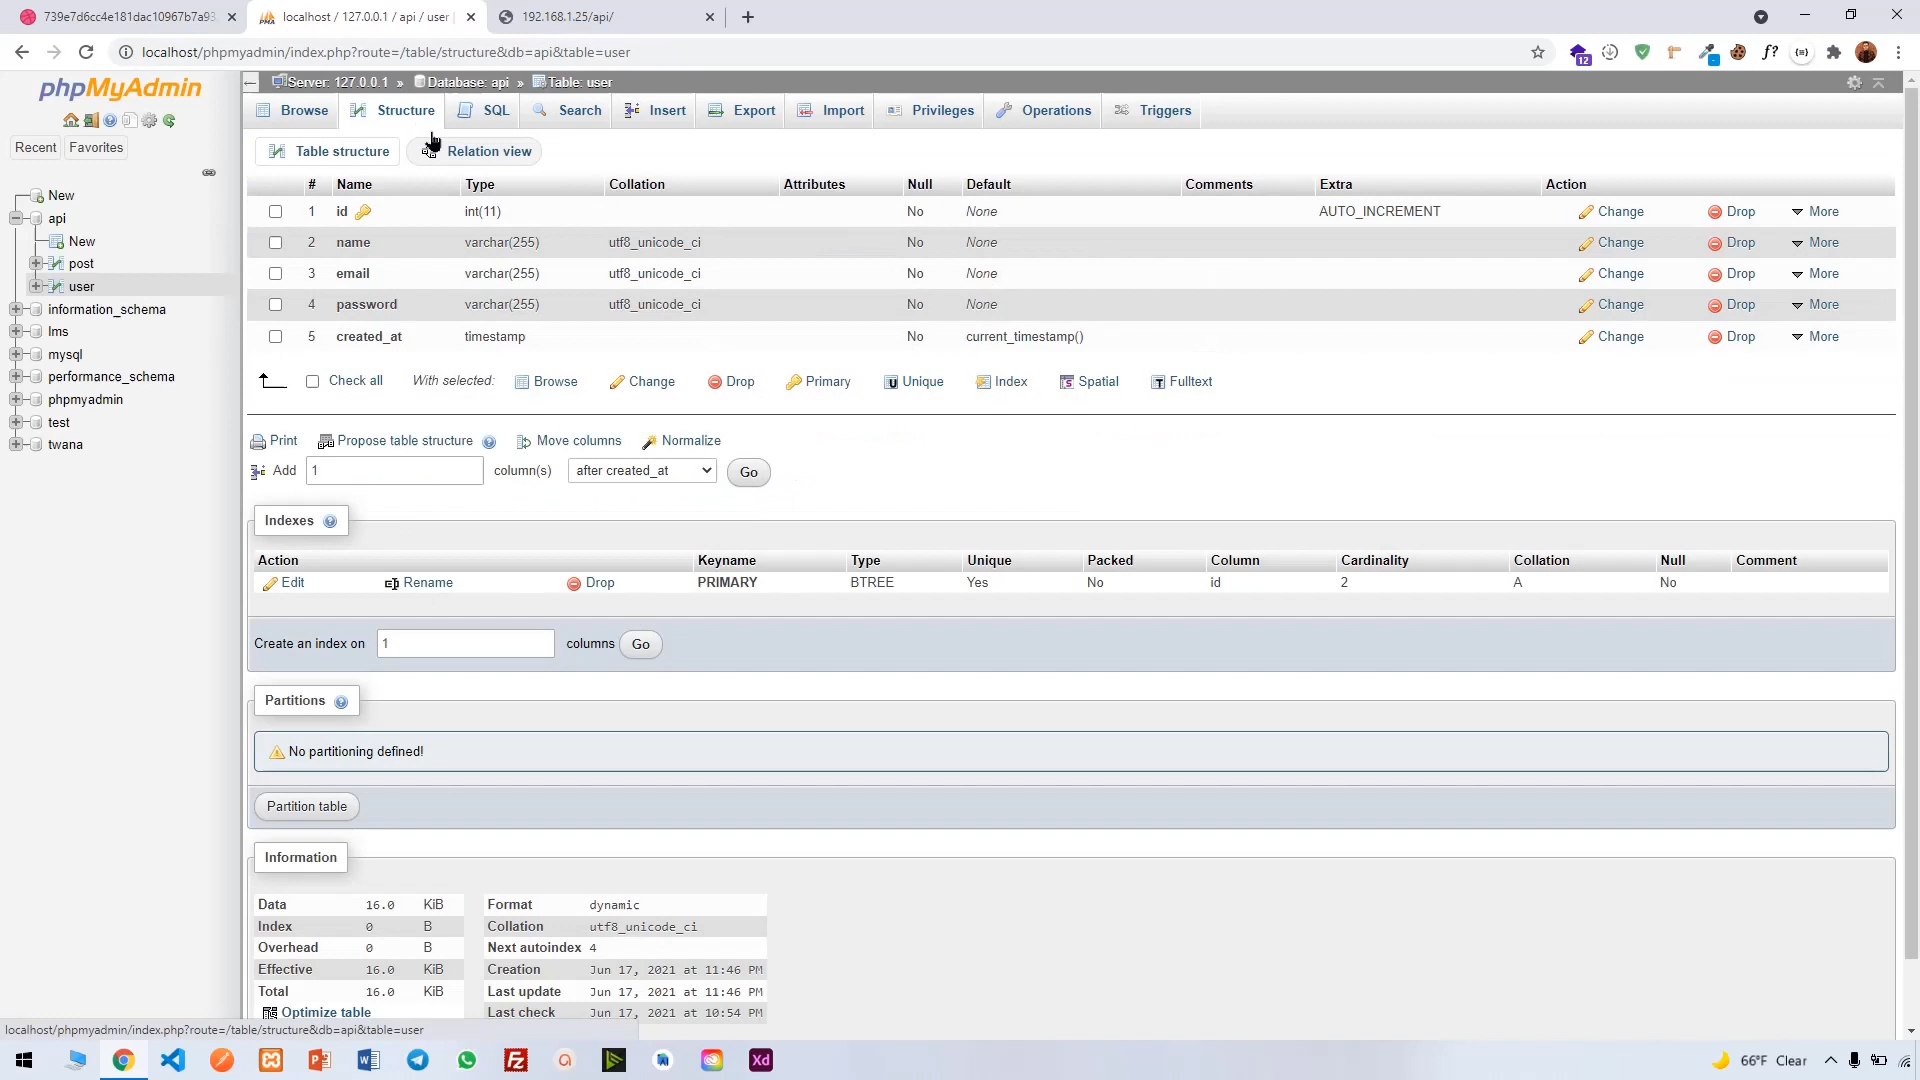 739e7d6cc4e181dac10967b7a93
localhost / 127.0.0.1 / api / user
192.168.1.25/api/
localhost/phpmyadmin/index.php?route=/table/structure&db=api&table=user
12
f?
phpMyAdmin
Server: 127.0.0.1 » Database: api » Table: user
Browse Structure SQL Search Insert Export Import Privileges Operations Triggers
Recent Favorites
Table structure Relation view
# Name Type Collation Attributes Null Default Comments Extra Action
1 id int(11) No None AUTO_INCREMENT Change Drop More
2 name varchar(255) utf8_unicode_ci No None Change Drop More
3 email varchar(255) utf8_unicode_ci No None Change Drop More
4 password varchar(255) utf8_unicode_ci No None Change Drop More
5 created_at timestamp No current_timestamp() Change Drop More
New
api
New
post
user
information_schema
lms
mysql
performance_schema
phpmyadmin
test
twana
Check all With selected: Browse Change Drop Primary Unique Index Spatial Fulltext
Print Propose table structure Move columns Normalize
Add 1 column(s) after created_at Go
Indexes
Action Keyname Type Unique Packed Column Cardinality Collation Null Comment
Edit Rename Drop PRIMARY BTREE Yes No id 2 A No
Create an index on 1 columns Go
Partitions
No partitioning defined!
Partition table
Information
Data 16.0 KiB Format dynamic
Index 0 B Collation utf8_unicode_ci
Overhead 0 B Next autoindex 4
Effective 16.0 KiB Creation Jun 17, 2021 at 11:46 PM
Total 16.0 KiB Last update Jun 17, 2021 at 11:46 PM
Optimize table Last check Jun 17, 2021 at 10:54 PM
localhost/phpmyadmin/index.php?route=/table/structure&db=api&table=user
Xd
66°F Clear